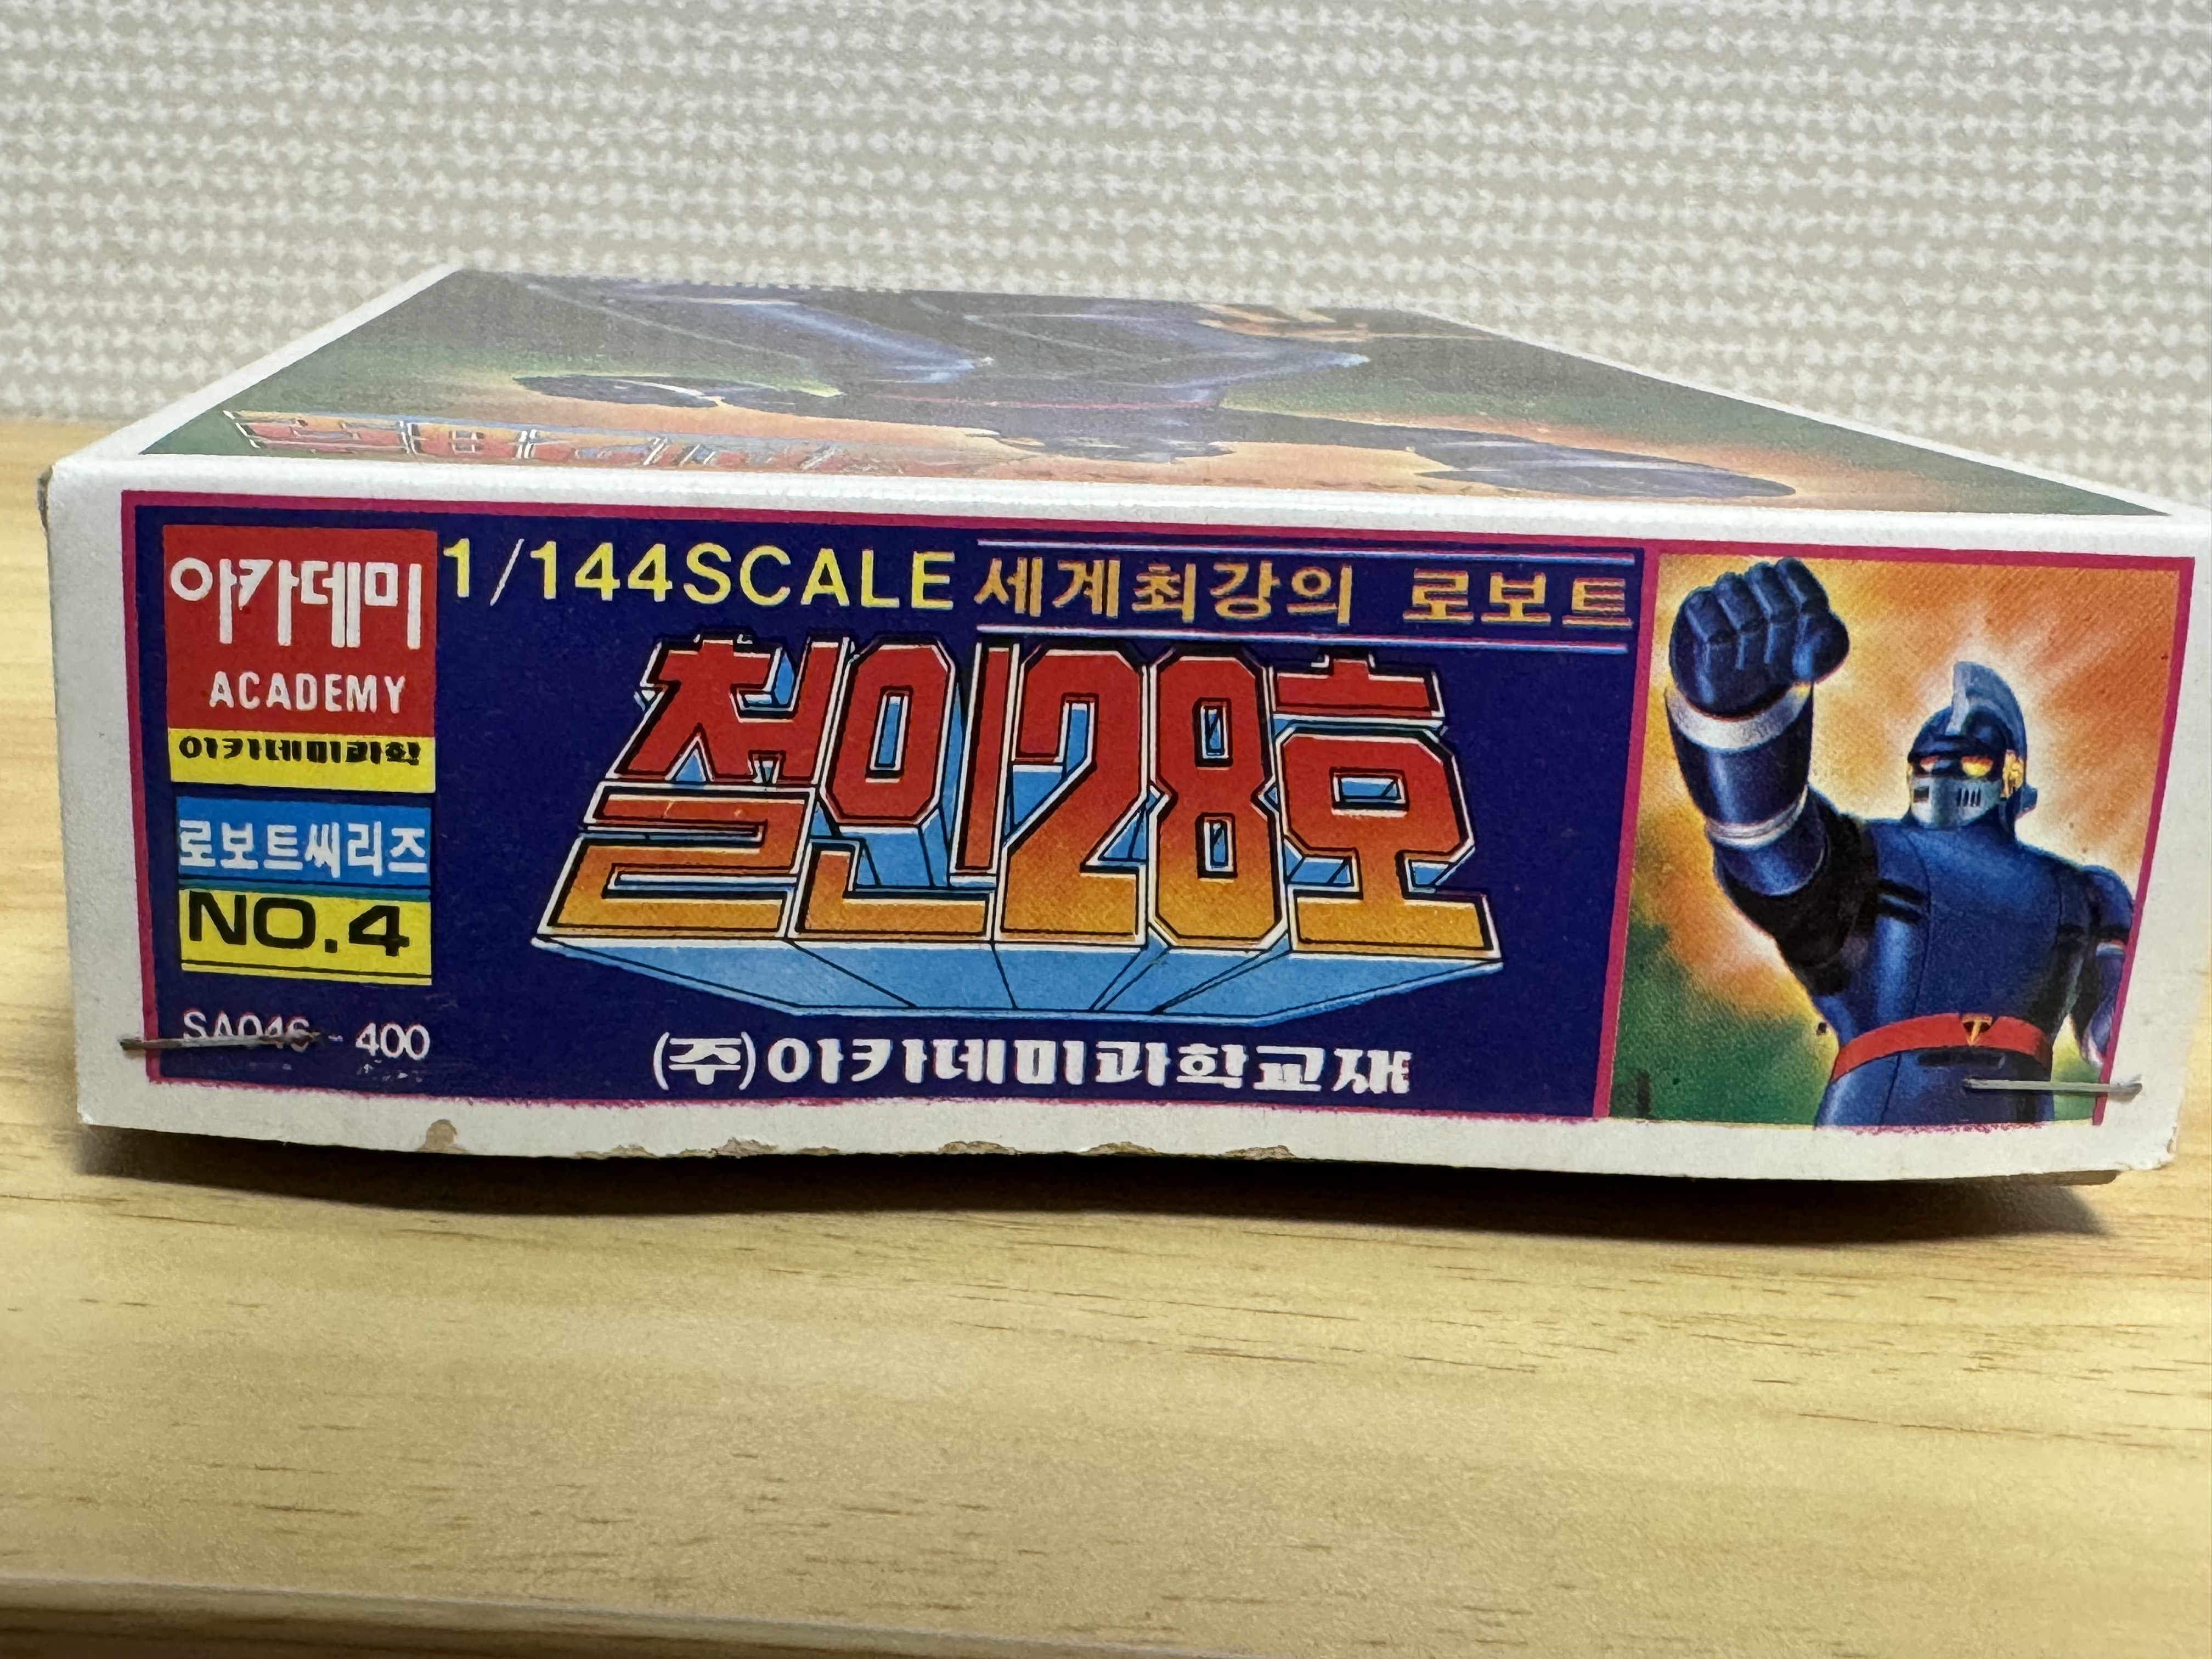 아카데미
ACADEMY
아카데미과학
로보트씨리즈
NO.4
SA046 - 400
1/144SCALE 세계최강의 로보트
철인28호
(주)아카데미과학교재